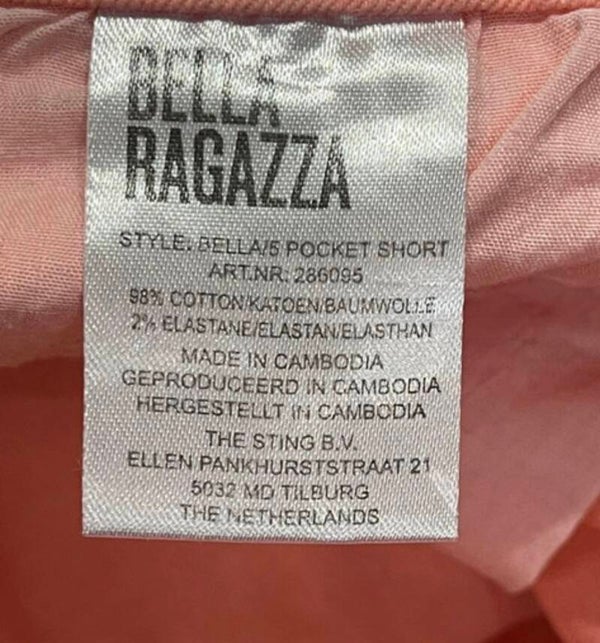 BELLA
RAGAZZA
STYLE: BELLA/5 POCKET SHORT
ART.NR: 286095
98% COTTON/KATOEN/BAUMWOLLE
2% ELASTANE/ELASTAN/ELASTHAN
MADE IN CAMBODIA
GEPRODUCEERD IN CAMBODIA
HERGESTELLT IN CAMBODIA
THE STING B.V.
ELLEN PANKHURSTSTRAAT 21
5032 MD TILBURG
THE NETHERLANDS